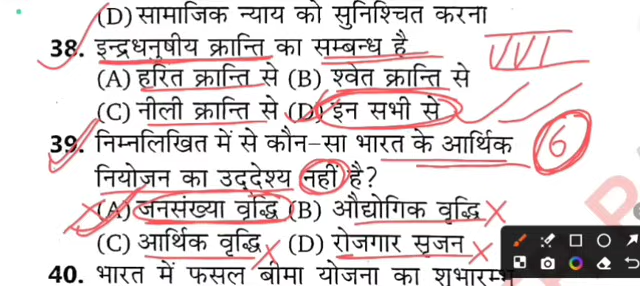 (D) सामाजिक न्याय को सुनिश्चित करना
38. इन्द्रधनुषीय क्रान्ति का सम्बन्ध है
VVI
(A) हरित क्रान्ति से (B) श्वेत क्रान्ति से
(C) नीली क्रान्ति से (D) इन सभी से
39. निम्नलिखित में से कौन-सा भारत के आर्थिक
6
नियोजन का उद्देश्य नहीं है?
(A) जनसंख्या वृद्धि (B) औद्योगिक वृद्धि
(C) आर्थिक वृद्धि (D) रोजगार सृजन
40. भारत में फसल बीमा योजना का शुभारम्भ